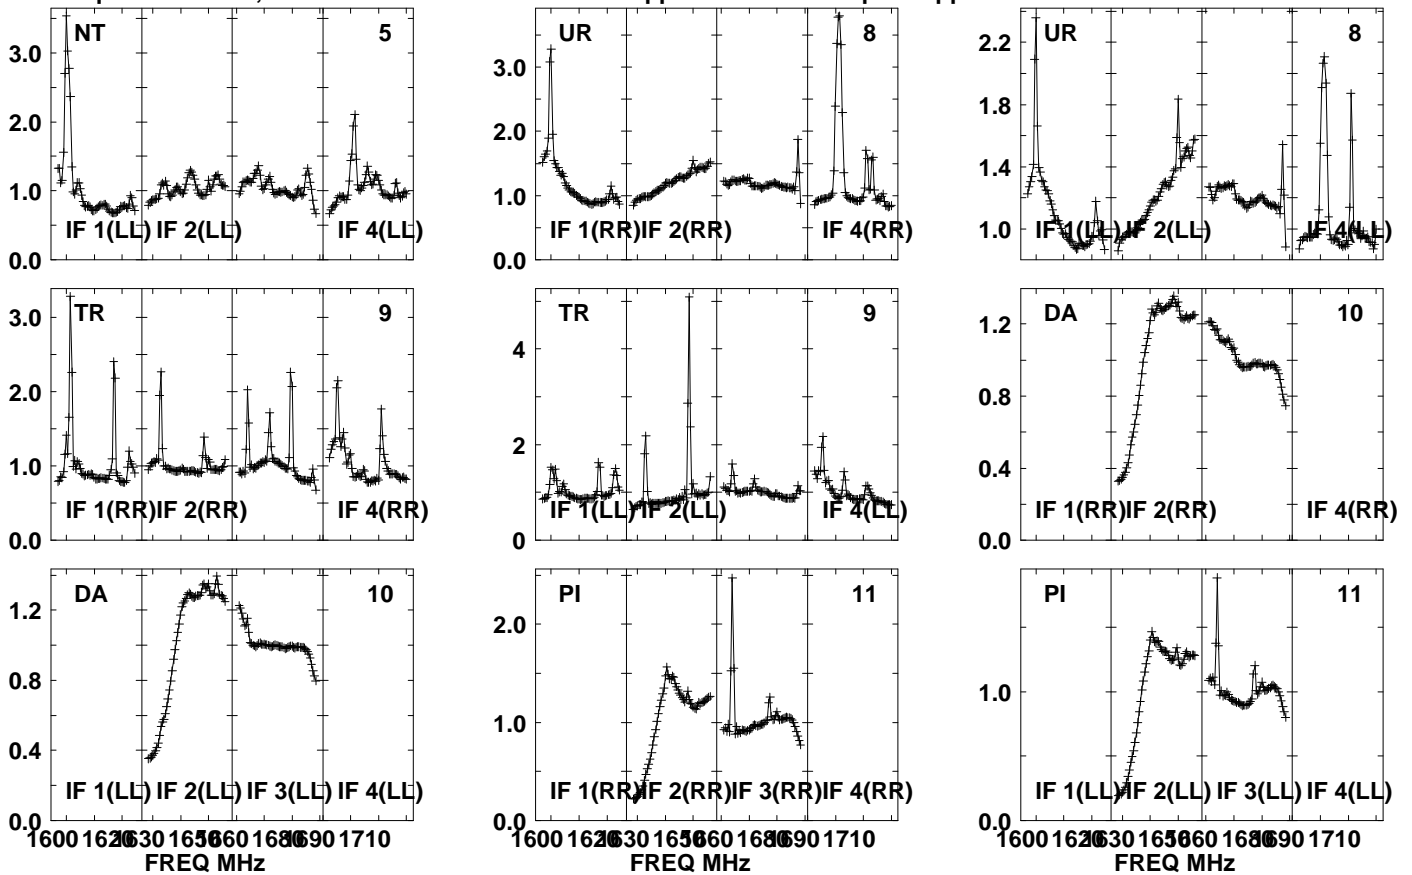 NT 5
3.0
2.0
1.0
0.0
IF 1(LL) IF 2(LL) IF 4(LL)
UR 8
3.0
2.0
1.0
0.0
IF 1(RR) IF 2(RR) IF 4(RR)
UR 8
2.2
1.8
1.4
1.0
IF 1(LL) IF 2(LL) IF 4(LL)
TR 9
3.0
2.0
1.0
0.0
IF 1(RR) IF 2(RR) IF 4(RR)
TR 9
4
2
0
IF 1(LL) IF 2(LL) IF 4(LL)
DA 10
1.2
0.8
0.4
0.0
IF 1(RR) IF 2(RR) IF 4(RR)
DA 10
1.2
0.8
0.4
0.0
IF 1(LL) IF 2(LL) IF 3(LL) IF 4(LL)
1600 1620 1630 1650 1660 1680 1690 1710
FREQ MHz
PI 11
2.0
1.0
0.0
IF 1(RR) IF 2(RR) IF 3(RR) IF 4(RR)
1600 1620 1630 1650 1660 1680 1690 1710
FREQ MHz
PI 11
1.0
0.0
IF 1(LL) IF 2(LL) IF 3(LL) IF 4(LL)
1600 1620 1630 1650 1660 1680 1690 1710
FREQ MHz